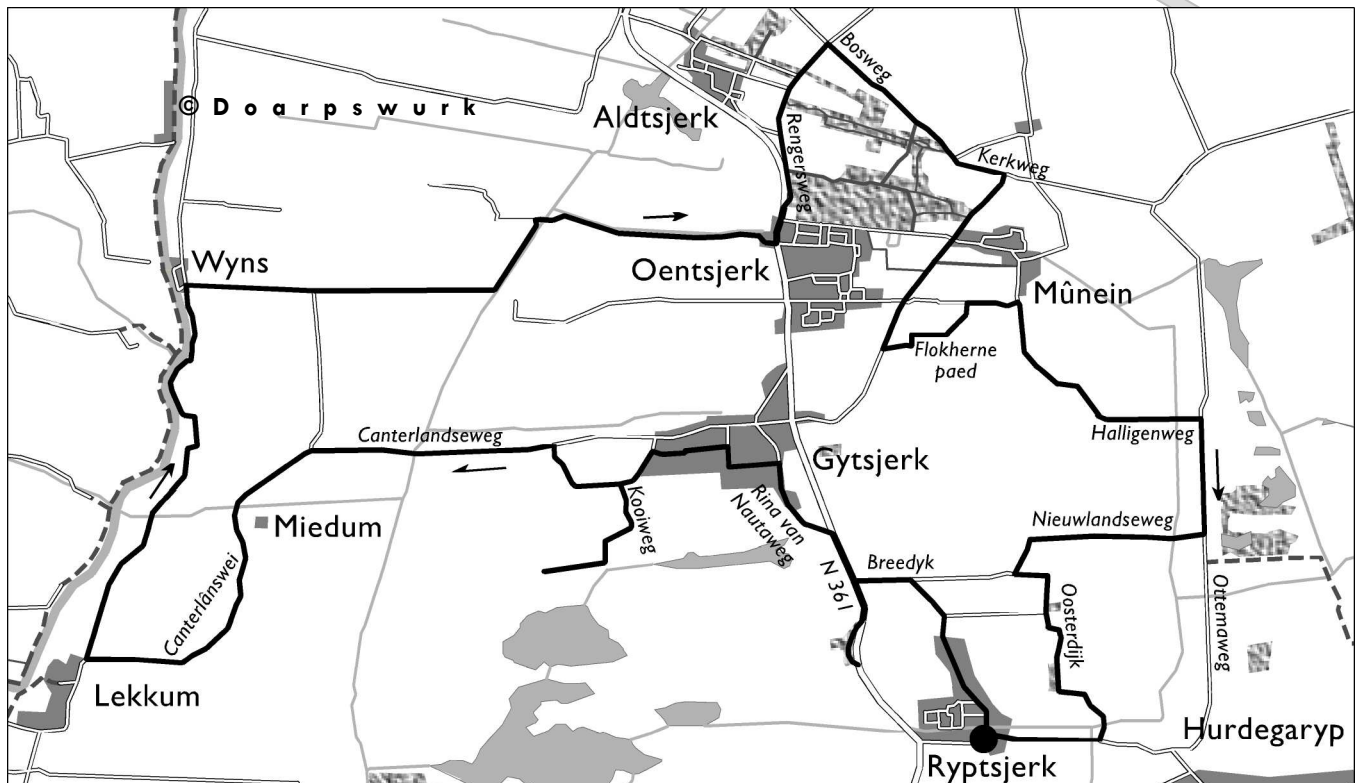 Bosweg
© Doarpswurk
Aldtsjerk
Rengersweg
Kerkweg
Wyns
Oentsjerk
Mûnein
Flokherne
paed
Canterlandseweg
Halligenweg
Gytsjerk
Miedum
Kooiweg
Rina van
Nautaweg
Nieuwlandseweg
Breedyk
N 361
Canterlânswei
Oosterdijk
Ottemaweg
Lekkum
Hurdegaryp
Ryptsjerk